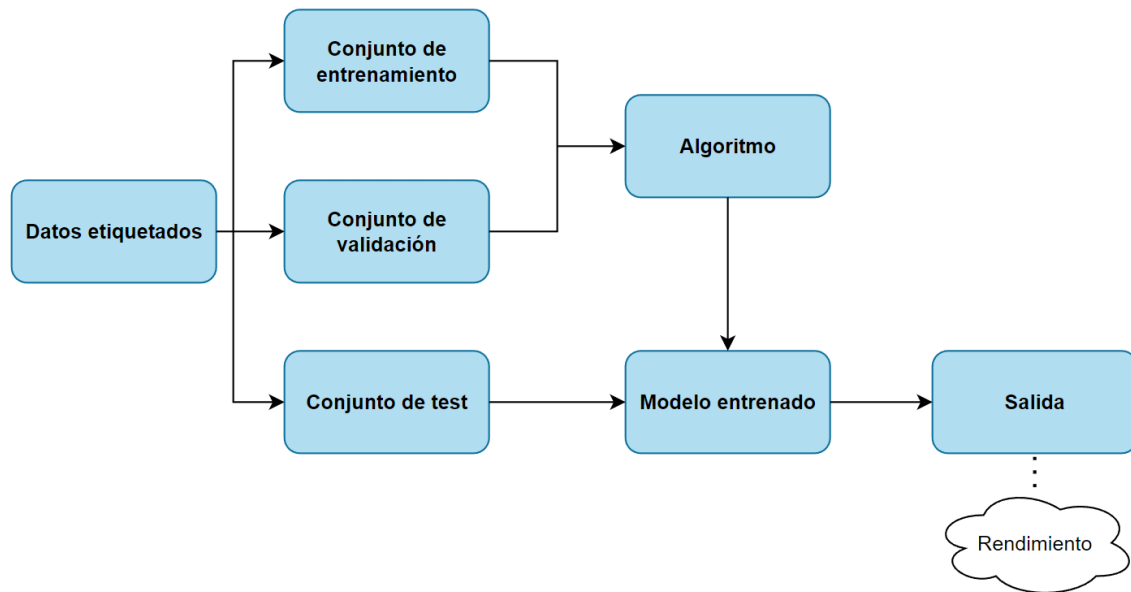 Conjunto de
entrenamiento
Algoritmo
Datos etiquetados
Conjunto de
validación
Conjunto de test
Modelo entrenado
Salida
Rendimiento